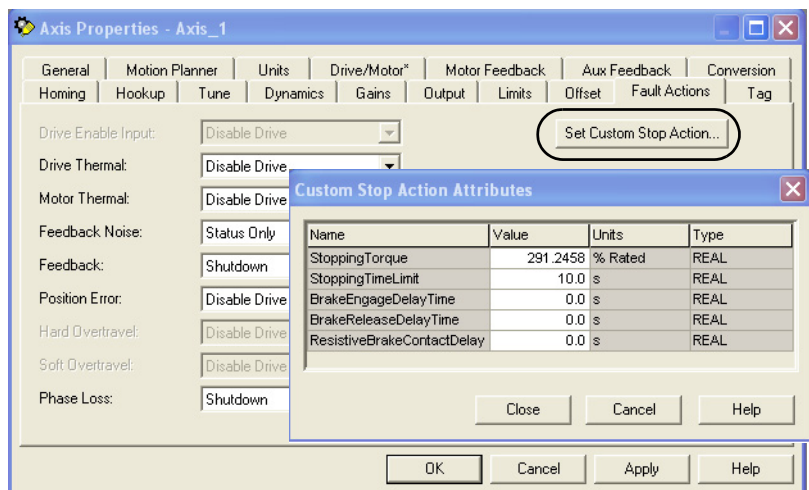 Axis Properties - Axis_1
General Motion Planner Units Drive/Motor* Motor Feedback Aux Feedback Conversion
Homing Hookup Tune Dynamics Gains Output Limits Offset Fault Actions Tag
Drive Enable Input: Disable Drive
Set Custom Stop Action...
Drive Thermal: Disable Drive
Motor Thermal: Disable Drive
Feedback Noise: Status Only
Feedback: Shutdown
Position Error: Disable Drive
Hard Overtravel: Disable Drive
Soft Overtravel: Disable Drive
Phase Loss: Shutdown
Custom Stop Action Attributes
Name Value Units Type
StoppingTorque 291.2458 % Rated REAL
StoppingTimeLimit 10.0 s REAL
BrakeEngageDelayTime 0.0 s REAL
BrakeReleaseDelayTime 0.0 s REAL
ResistiveBrakeContactDelay 0.0 s REAL
Close Cancel Help
OK Cancel Apply Help